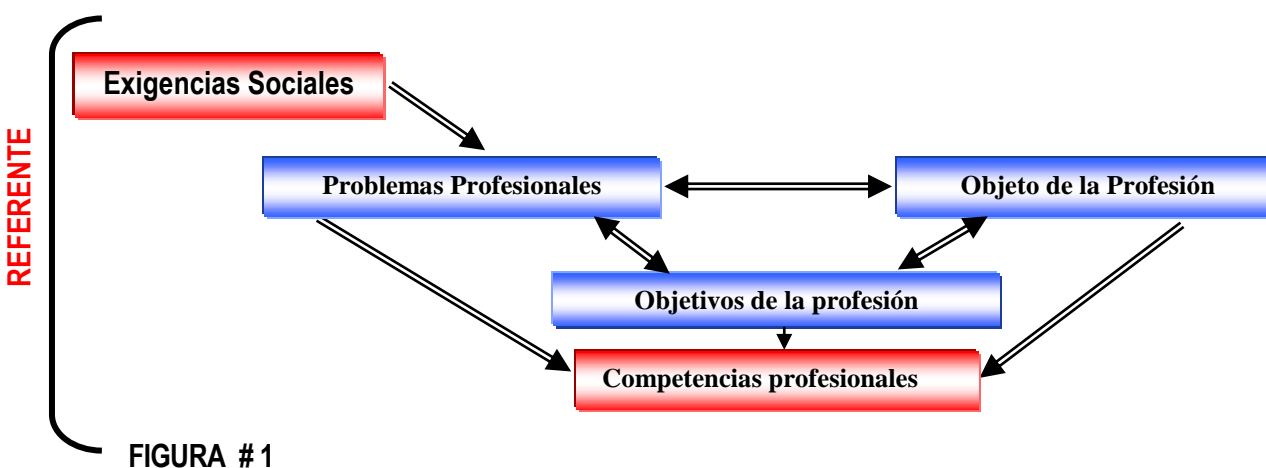 REFERENTE
Exigencias Sociales
Problemas Profesionales
Objeto de la Profesión
Objetivos de la profesión
Competencias profesionales
FIGURA # 1